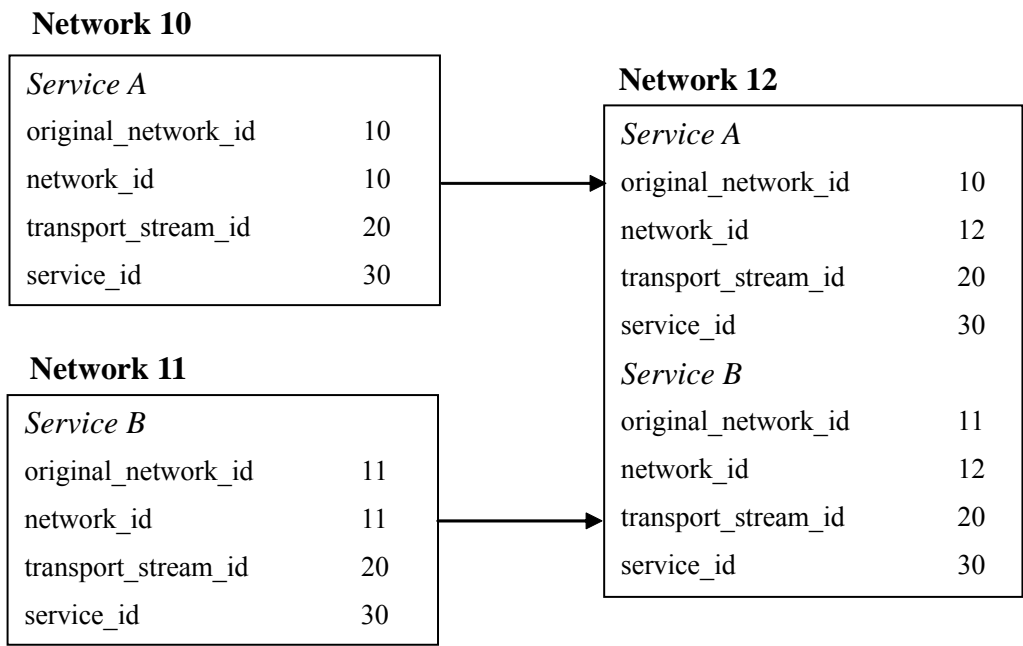 Network 10
Service A
original_network_id 10
network_id 10
transport_stream_id 20
service_id 30
Network 11
Service B
original_network_id 11
network_id 11
transport_stream_id 20
service_id 30
Network 12
Service A
original_network_id 10
network_id 12
transport_stream_id 20
service_id 30
Service B
original_network_id 11
network_id 12
transport_stream_id 20
service_id 30